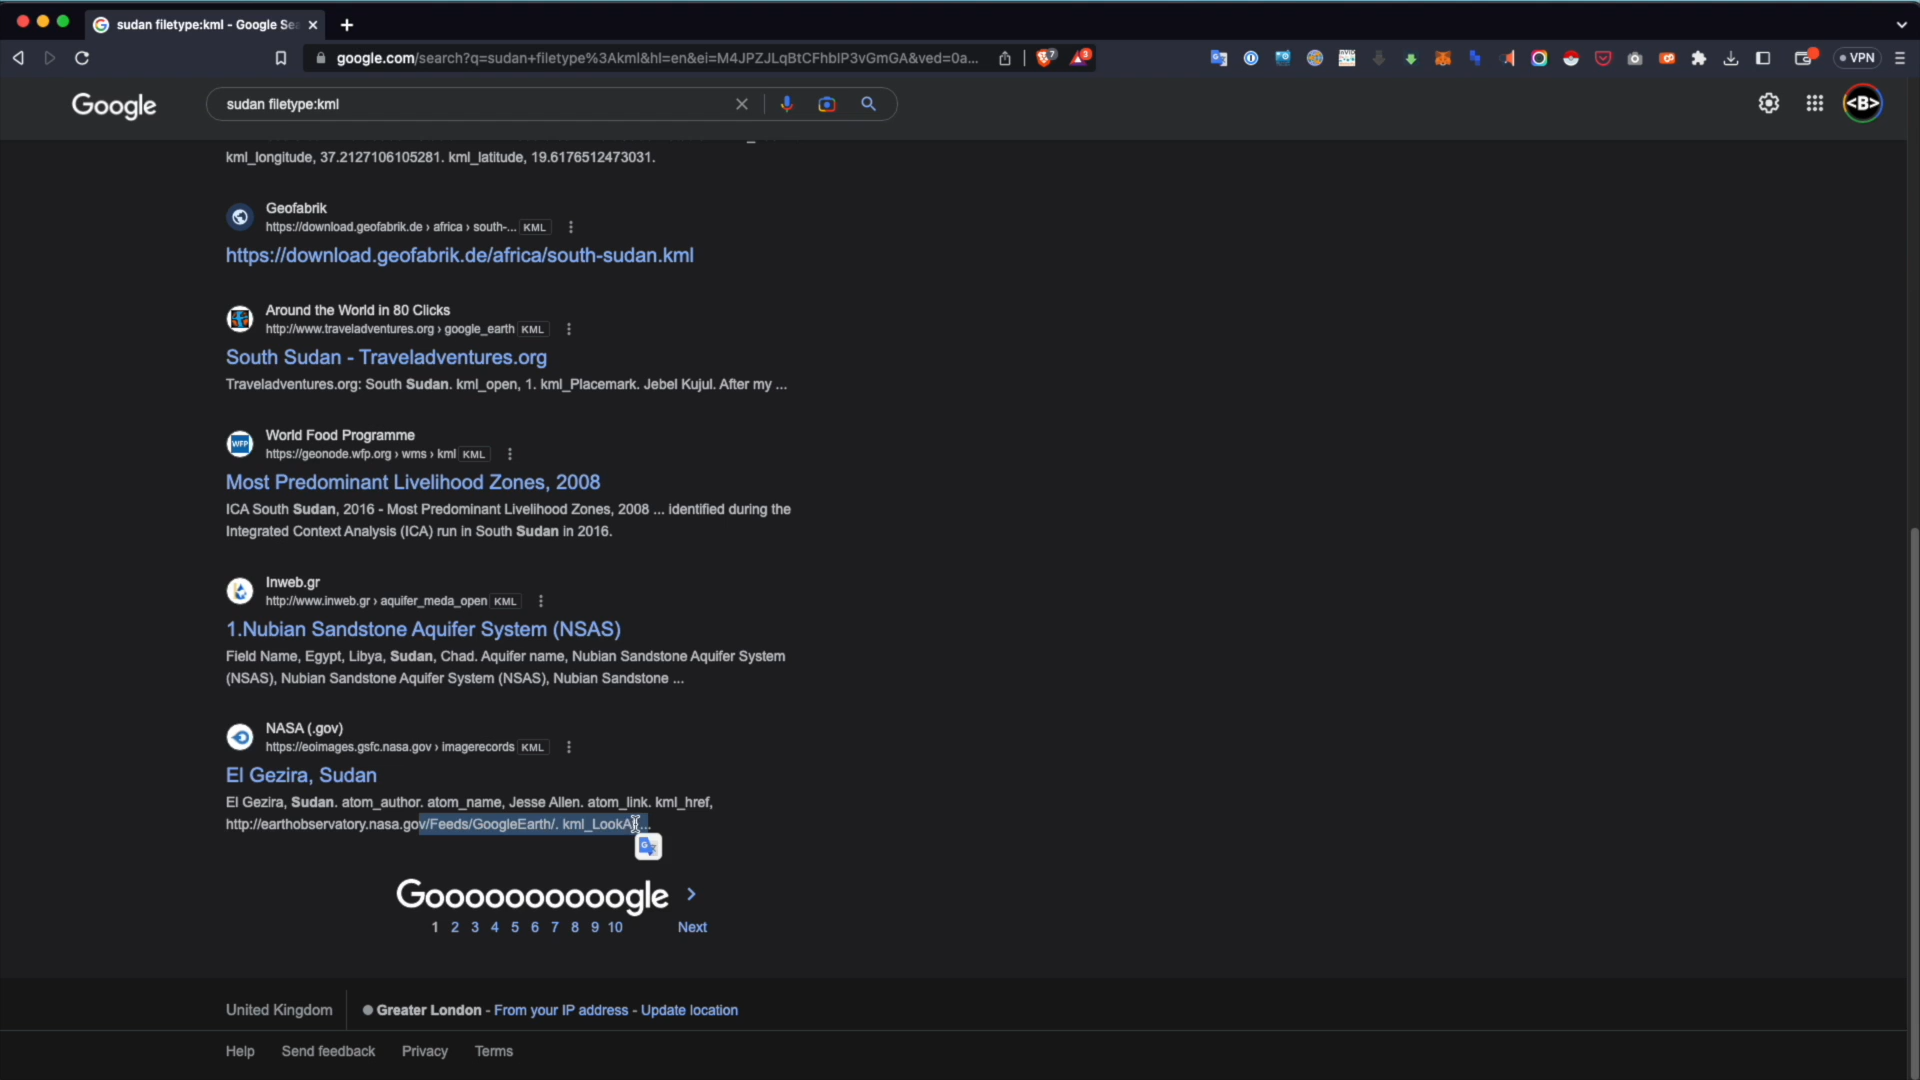 sudan filetype:kml - Google Se
google.com/search?q=sudan+filetype%3Akml&hl=en&ei=M4JPZJLqBtCFhbIP3vGmGA&ved=0a...
7
3
VPN
Google
sudan filetype:kml
<B>
kml_longitude, 37.2127106105281. kml_latitude, 19.6176512473031.
Geofabrik
https://download.geofabrik.de › africa › south-... KML
https://download.geofabrik.de/africa/south-sudan.kml
Around the World in 80 Clicks
http://www.traveladventures.org › google_earth KML
South Sudan - Traveladventures.org
Traveladventures.org: South Sudan. kml_open, 1. kml_Placemark. Jebel Kujul. After my ...
WFP
World Food Programme
https://geonode.wfp.org › wms › kml KML
Most Predominant Livelihood Zones, 2008
ICA South Sudan, 2016 - Most Predominant Livelihood Zones, 2008 ... identified during the
Integrated Context Analysis (ICA) run in South Sudan in 2016.
Inweb.gr
http://www.inweb.gr › aquifer_meda_open KML
1.Nubian Sandstone Aquifer System (NSAS)
Field Name, Egypt, Libya, Sudan, Chad. Aquifer name, Nubian Sandstone Aquifer System
(NSAS), Nubian Sandstone Aquifer System (NSAS), Nubian Sandstone ...
NASA (.gov)
https://eoimages.gsfc.nasa.gov › imagerecords KML
El Gezira, Sudan
El Gezira, Sudan. atom_author. atom_name, Jesse Allen. atom_link. kml_href,
http://earthobservatory.nasa.gov/Feeds/GoogleEarth/. kml_LookAt ...
Goooooooooogle >
1 2 3 4 5 6 7 8 9 10 Next
United Kingdom
Greater London - From your IP address - Update location
Help Send feedback Privacy Terms